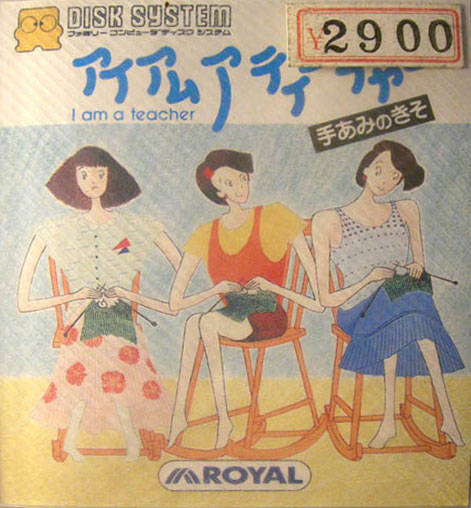 DISK SYSTEM
ファミリー コンピュータ ディスク システム
¥2900
アイアムアティーチャー
I am a teacher
手あみのきそ
ROYAL